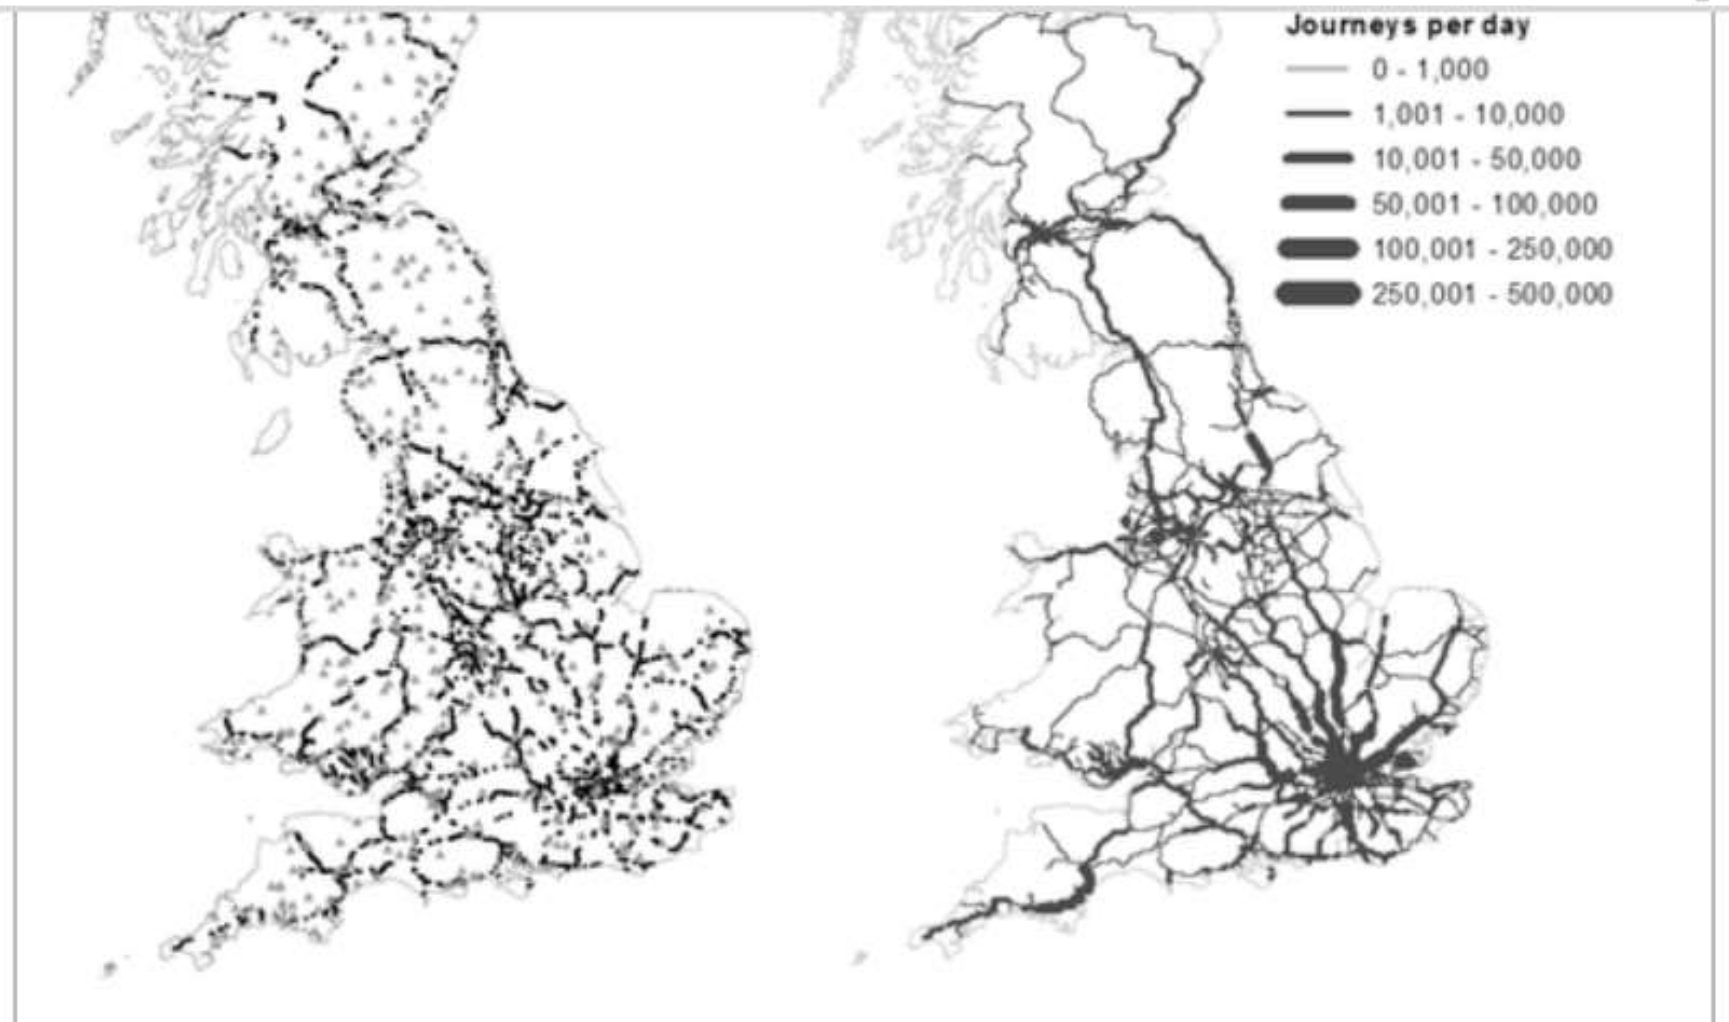 Journeys per day
0 - 1,000
1,001 - 10,000
10,001 - 50,000
50,001 - 100,000
100,001 - 250,000
250,001 - 500,000